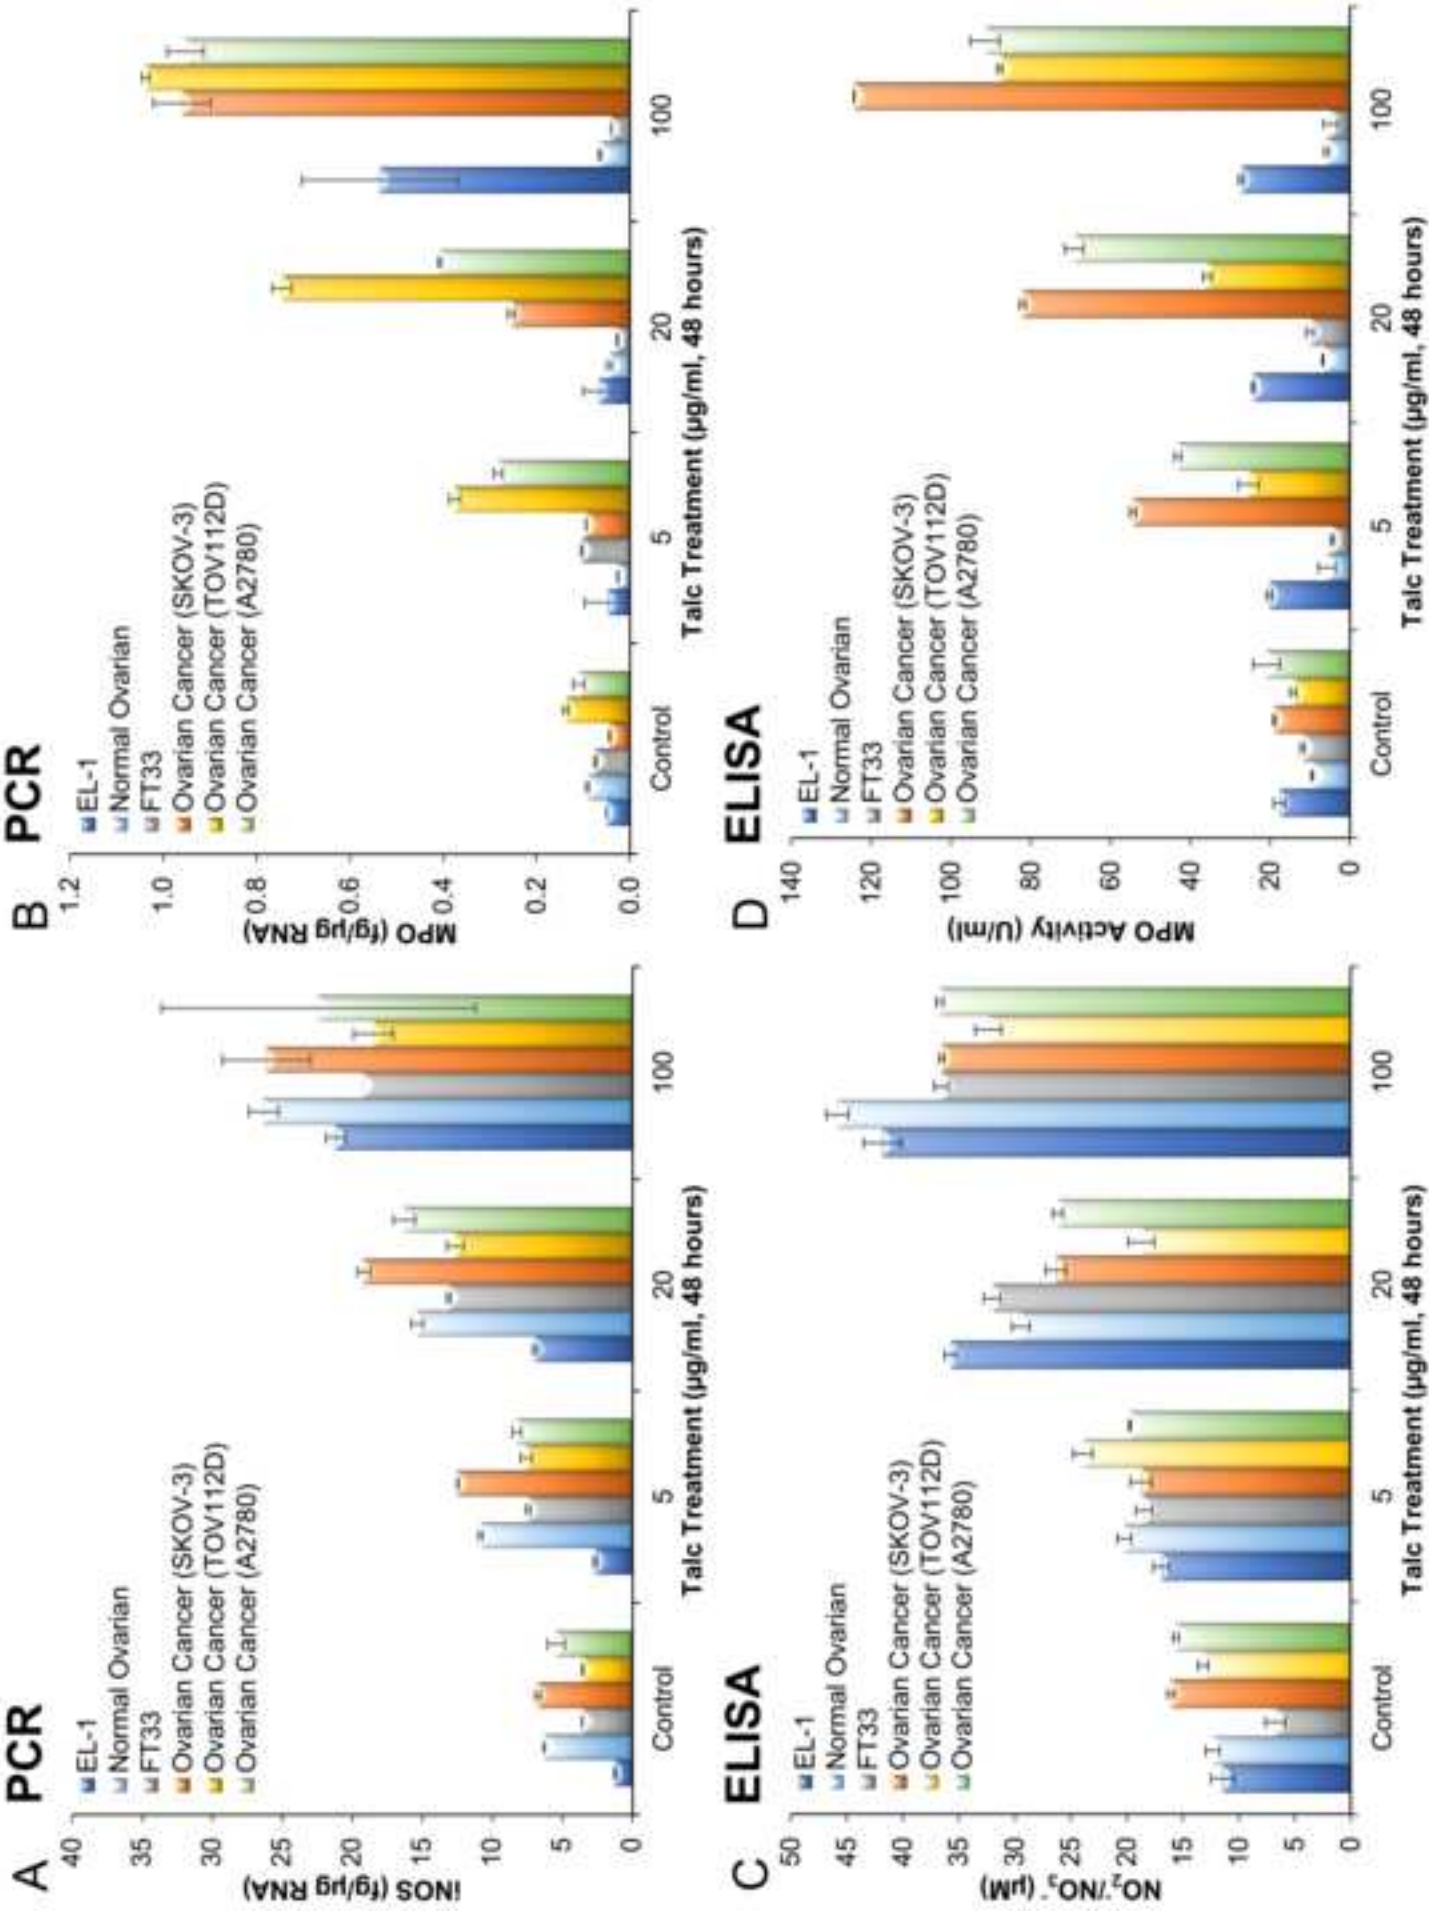 A PCR
iNOS (fg/µg RNA)
40
35
30
25
20
15
10
5
0
EL-1
Normal Ovarian
FT33
Ovarian Cancer (SKOV-3)
Ovarian Cancer (TOV112D)
Ovarian Cancer (A2780)
Control 5 20 100
Talc Treatment (µg/ml, 48 hours)
B PCR
MPO (fg/µg RNA)
1.2
1.0
0.8
0.6
0.4
0.2
0.0
EL-1
Normal Ovarian
FT33
Ovarian Cancer (SKOV-3)
Ovarian Cancer (TOV112D)
Ovarian Cancer (A2780)
Control 5 20 100
Talc Treatment (µg/ml, 48 hours)
C ELISA
NO₂⁻/NO₃⁻ (µM)
50
45
40
35
30
25
20
15
10
5
0
EL-1
Normal Ovarian
FT33
Ovarian Cancer (SKOV-3)
Ovarian Cancer (TOV112D)
Ovarian Cancer (A2780)
Control 5 20 100
Talc Treatment (µg/ml, 48 hours)
D ELISA
MPO Activity (U/ml)
140
120
100
80
60
40
20
0
EL-1
Normal Ovarian
FT33
Ovarian Cancer (SKOV-3)
Ovarian Cancer (TOV112D)
Ovarian Cancer (A2780)
Control 5 20 100
Talc Treatment (µg/ml, 48 hours)